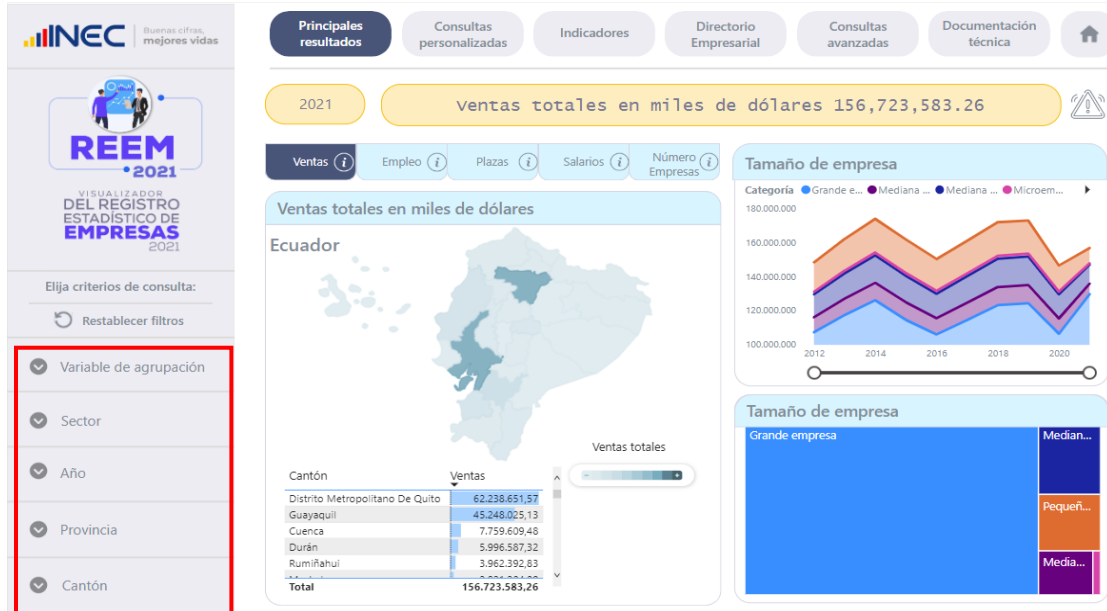 INEC
Buenas cifras,
mejores vidas
Principales
resultados
Consultas
personalizadas
Indicadores
Directorio
Empresarial
Consultas
avanzadas
Documentación
técnica
REEM
2021
VISUALIZADOR
DEL REGISTRO
ESTADÍSTICO DE
EMPRESAS
2021
Elija criterios de consulta:
Restablecer filtros
Variable de agrupación
Sector
Año
Provincia
Cantón
2021
Ventas totales en miles de dólares 156,723,583.26
Ventas i
Empleo i
Plazas i
Salarios i
Número
Empresas i
Ventas totales en miles de dólares
Ecuador
Ventas totales
- +
Cantón Ventas
Distrito Metropolitano De Quito 62.238.651,57
Guayaquil 45.248.025,13
Cuenca 7.759.609,48
Durán 5.996.587,32
Rumiñahui 3.962.392,83
Total 156.723.583,26
Tamaño de empresa
Categoría Grande e... Mediana ... Mediana ... Microem...
180.000.000
160.000.000
140.000.000
120.000.000
100.000.000
2012 2014 2016 2018 2020
Tamaño de empresa
Grande empresa
Median...
Pequeñ...
Media...